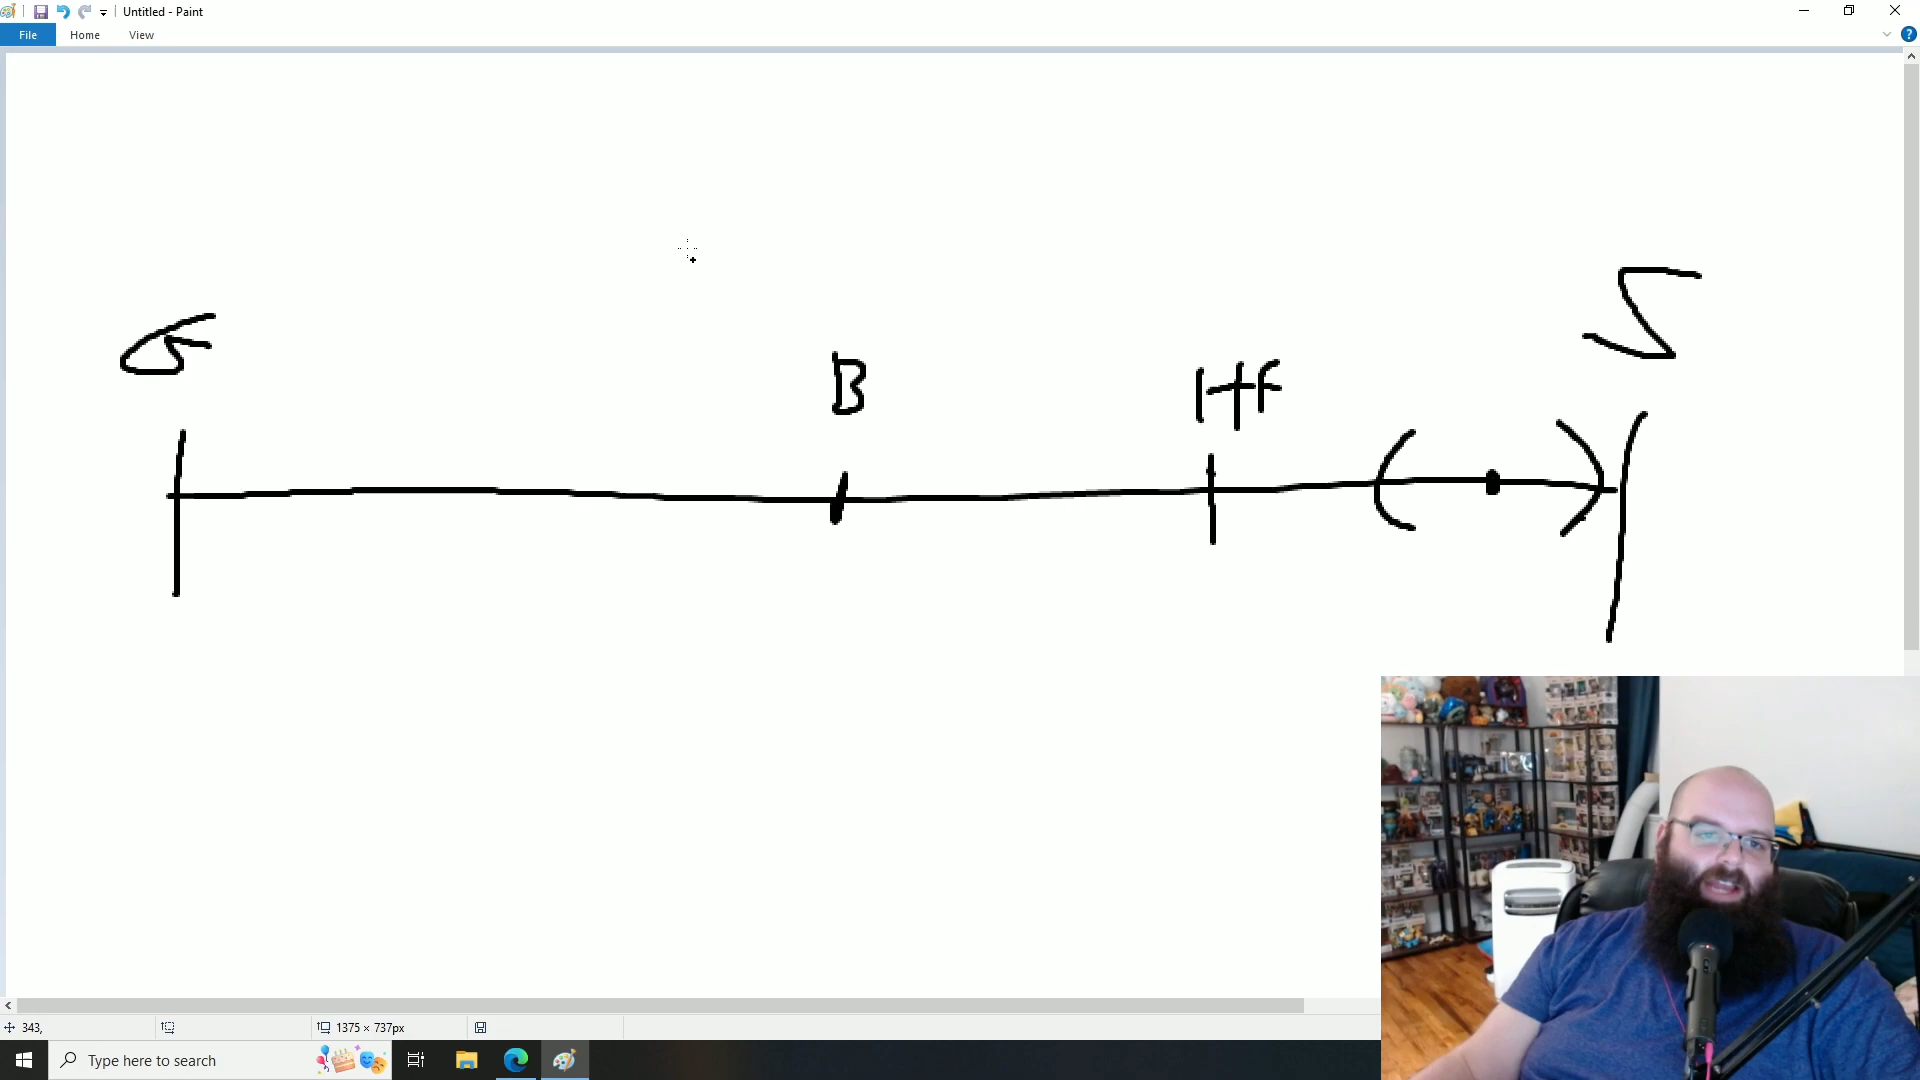 Untitled - Paint
File Home View
?
G
B
Hf
S
343,
1375 × 737px
Type here to search